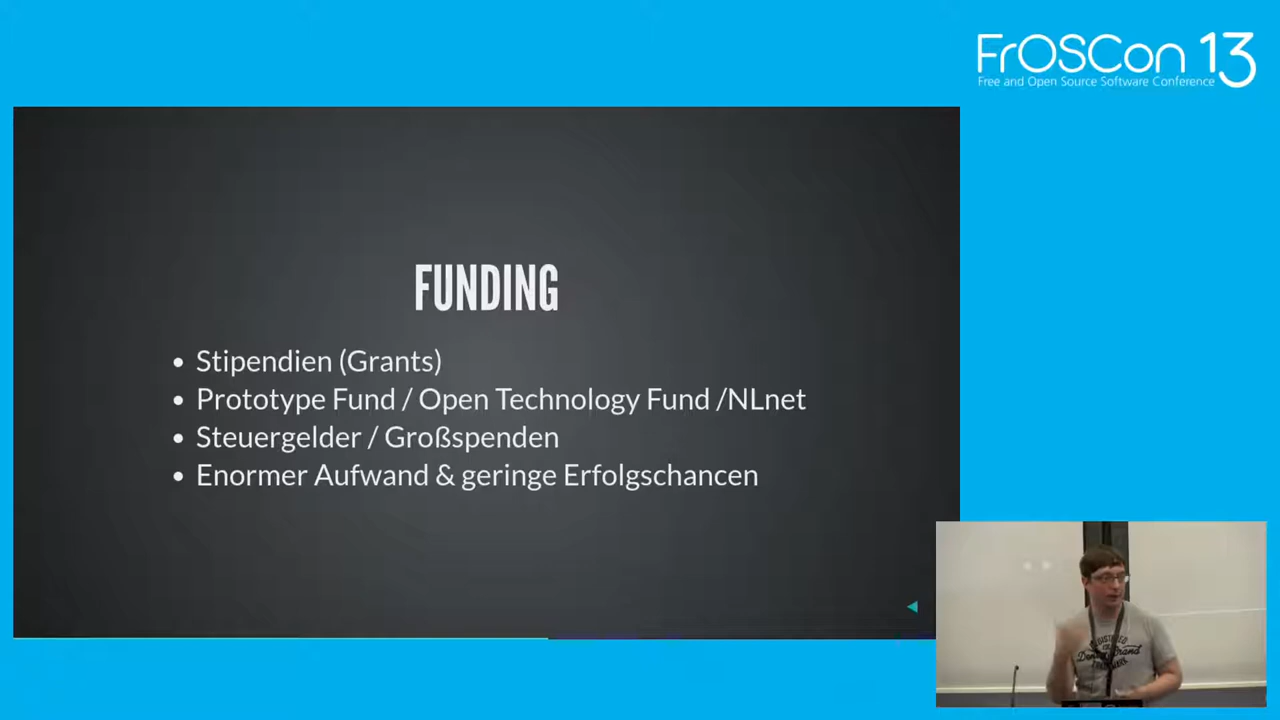 FrOSCon 13
Free and Open Source Software Conference
FUNDING
• Stipendien (Grants)
• Prototype Fund / Open Technology Fund /NLnet
• Steuergelder / Großspenden
• Enormer Aufwand & geringe Erfolgschancen